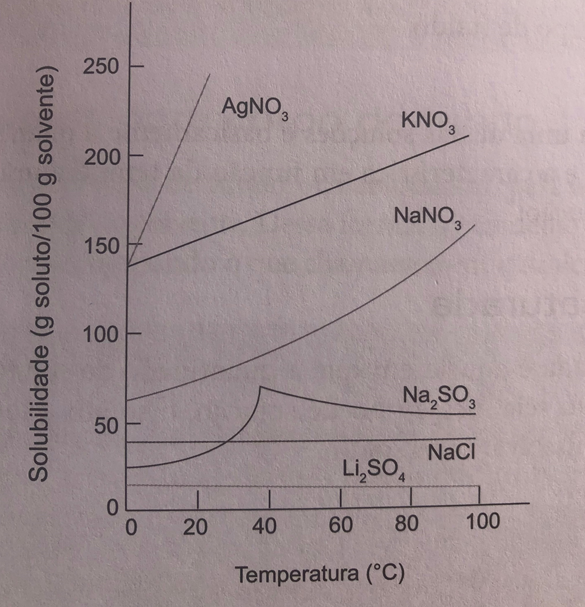 Solubilidade (g soluto/100 g solvente)
250
200
150
100
50
0
AgNO₃
KNO₃
NaNO₃
Na₂SO₃
NaCl
Li₂SO₄
0 20 40 60 80 100
Temperatura (°C)